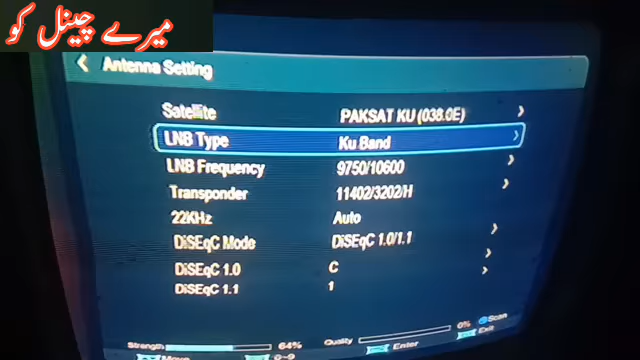 میرے چینل کو
Antenna Setting
Satellite PAKSAT KU (038.0E)
LNB Type Ku Band
LNB Frequency 9750/10600
Transponder 11402/3202/H
22KHz Auto
DiSEqC Mode DiSEqC 1.0/1.1
DiSEqC 1.0 C
DiSEqC 1.1 1
Strength 64% Quality 0% Scan
Move 0~9 Enter Exit